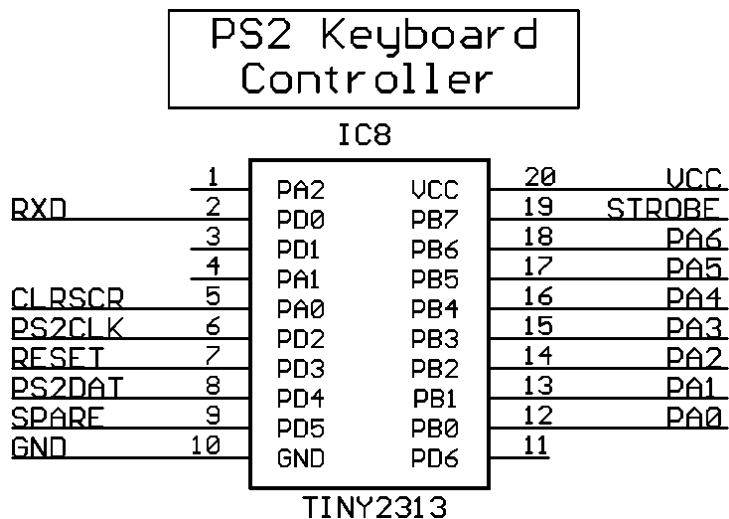 PS2 Keyboard
Controller
IC8
1 PA2 VCC 20 VCC
RXD 2 PD0 PB7 19 STROBE
3 PD1 PB6 18 PA6
4 PA1 PB5 17 PA5
CLRSCR 5 PA0 PB4 16 PA4
PS2CLK 6 PD2 PB3 15 PA3
RESET 7 PD3 PB2 14 PA2
PS2DAT 8 PD4 PB1 13 PA1
SPARE 9 PD5 PB0 12 PA0
GND 10 GND PD6 11
TINY2313